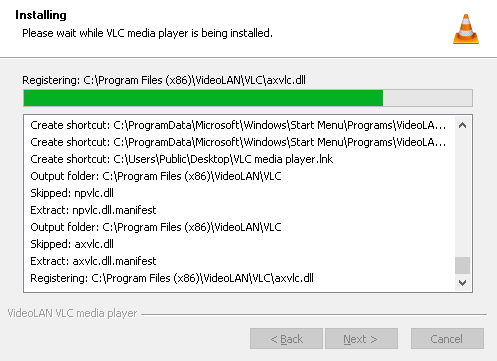 Installing
Please wait while VLC media player is being installed.
Registering: C:\Program Files (x86)\VideoLAN\VLC\axvlc.dll
Create shortcut: C:\ProgramData\Microsoft\Windows\Start Menu\Programs\VideoLA...
Create shortcut: C:\ProgramData\Microsoft\Windows\Start Menu\Programs\VideoLA...
Create shortcut: C:\Users\Public\Desktop\VLC media player.lnk
Output folder: C:\Program Files (x86)\VideoLAN\VLC
Skipped: npvlc.dll
Extract: npvlc.dll.manifest
Output folder: C:\Program Files (x86)\VideoLAN\VLC
Skipped: axvlc.dll
Extract: axvlc.dll.manifest
Registering: C:\Program Files (x86)\VideoLAN\VLC\axvlc.dll
VideoLAN VLC media player
< Back Next > Cancel